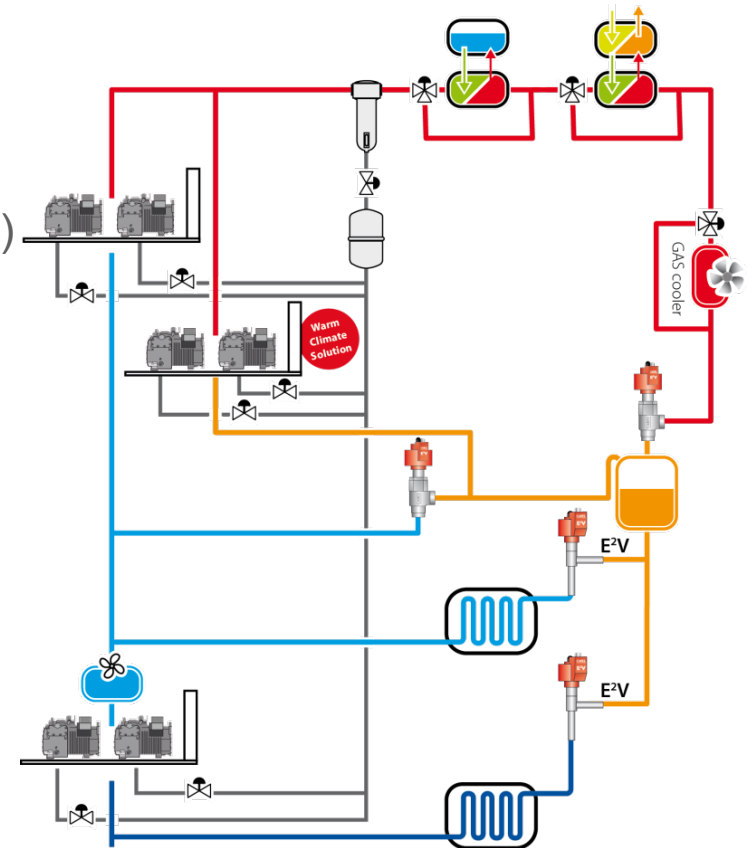 )
Warm
Climate
Solution
GAS cooler
E²V
E²V